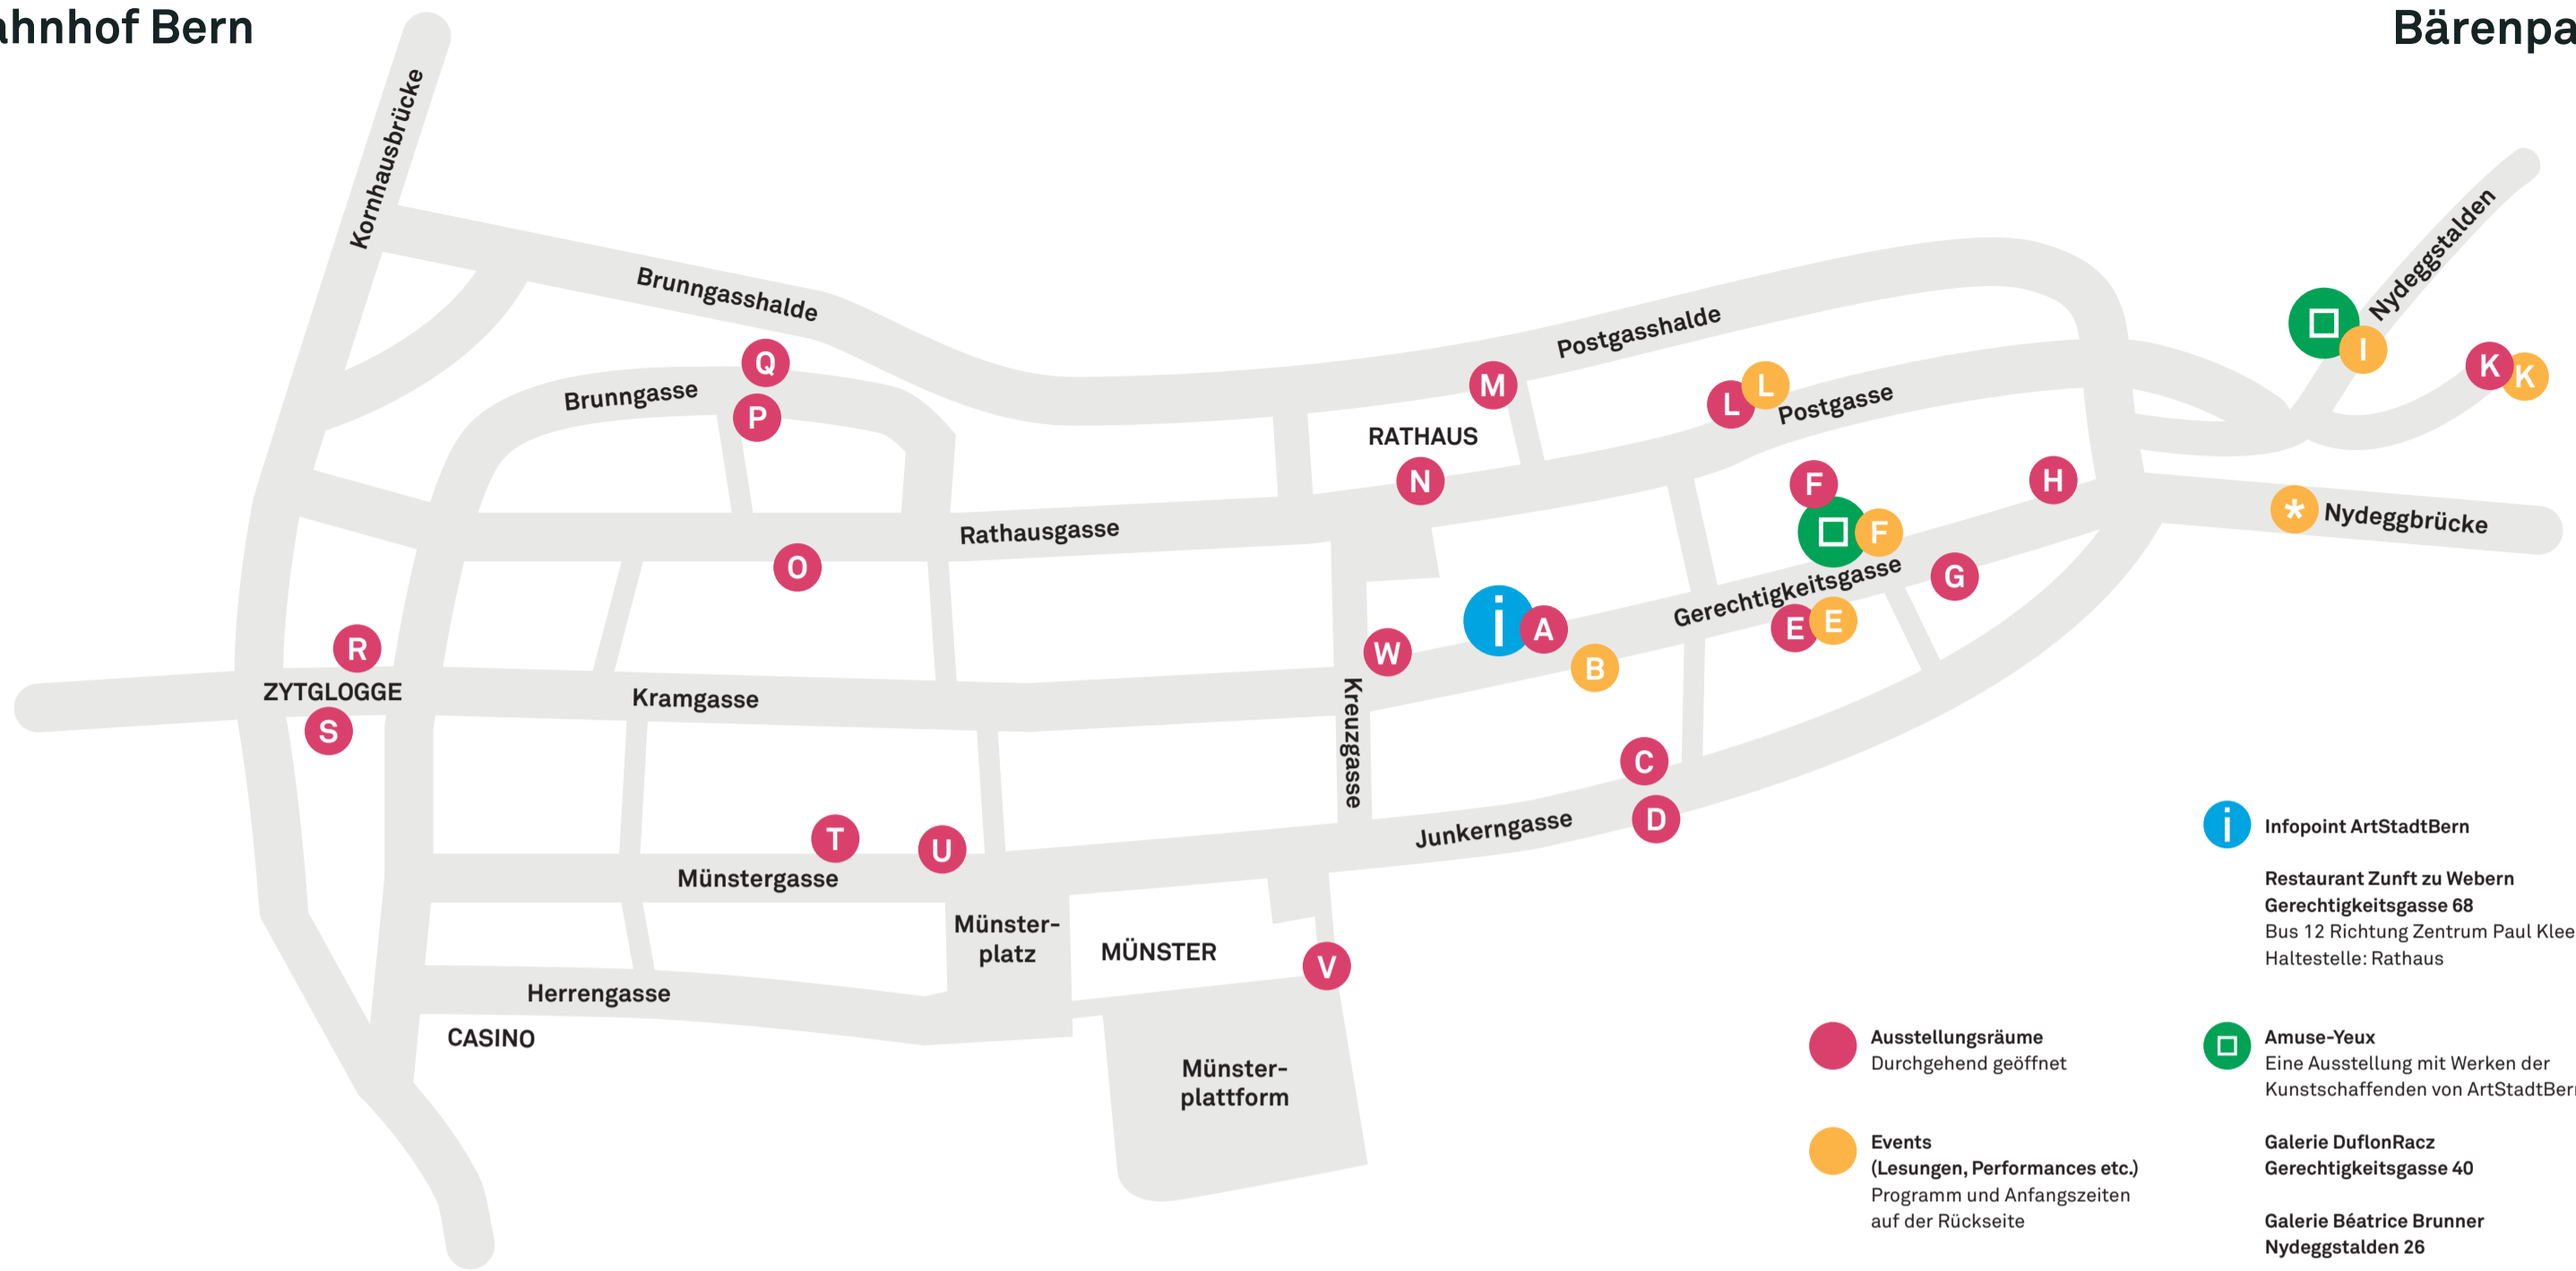 ahnhof Bern
Bärenpa
Kornhausbrücke
Brunngasshalde
Nydeggstalden
Postgasshalde
I
Q
K
K
M
L
L
Brunngasse
Postgasse
P
RATHAUS
N
F
H
*
Nydeggbrücke
Rathausgasse
F
O
Gerechtigkeitsgasse
G
i
A
E
E
R
W
B
ZYTGLOGGE
Kramgasse
S
Kreuzgasse
C
D
T
U
Junkerngasse
Münstergasse
Münster-
platz
MÜNSTER
V
Herrengasse
CASINO
Münster-
plattform
i
Infopoint ArtStadtBern
Restaurant Zunft zu Webern
Gerechtigkeitsgasse 68
Bus 12 Richtung Zentrum Paul Klee
Haltestelle: Rathaus
Ausstellungsräume
Durchgehend geöffnet
Events
(Lesungen, Performances etc.)
Programm und Anfangszeiten
auf der Rückseite
Amuse-Yeux
Eine Ausstellung mit Werken der
Kunstschaffenden von ArtStadtBern
Galerie DuflonRacz
Gerechtigkeitsgasse 40
Galerie Béatrice Brunner
Nydeggstalden 26